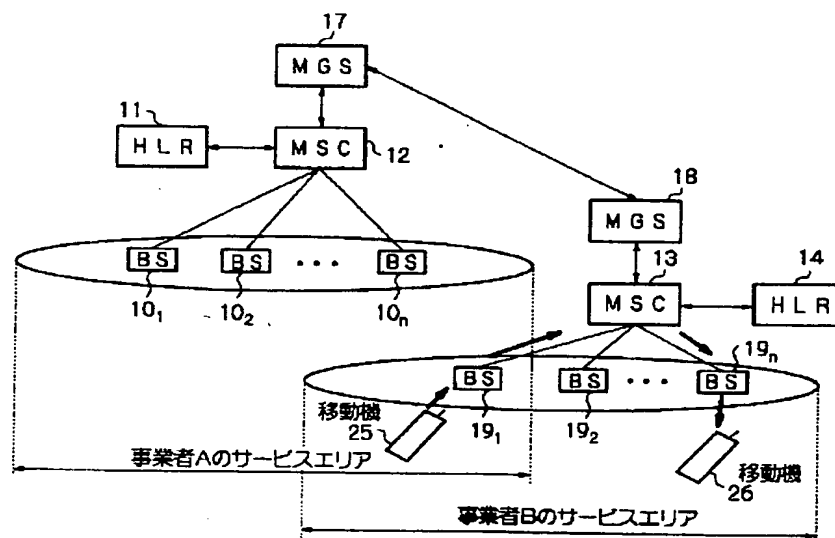 17
MGS
11
HLR
MSC
12
18
MGS
13
14
MSC
HLR
BS
BS
・・・
BS
10₁
10₂
10ₙ
BS
BS
・・・
BS
19ₙ
19₁
19₂
移動機
25
移動機
26
事業者Aのサービスエリア
事業者Bのサービスエリア